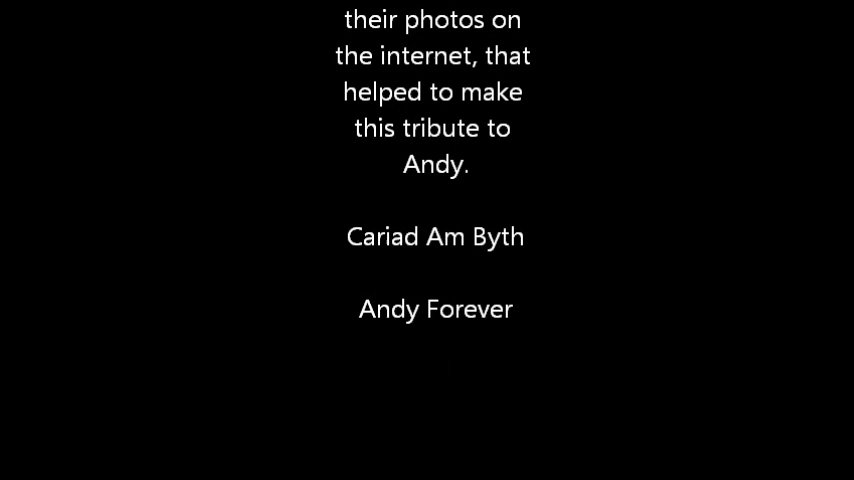 their photos on
the internet, that
helped to make
this tribute to
Andy.
Cariad Am Byth
Andy Forever